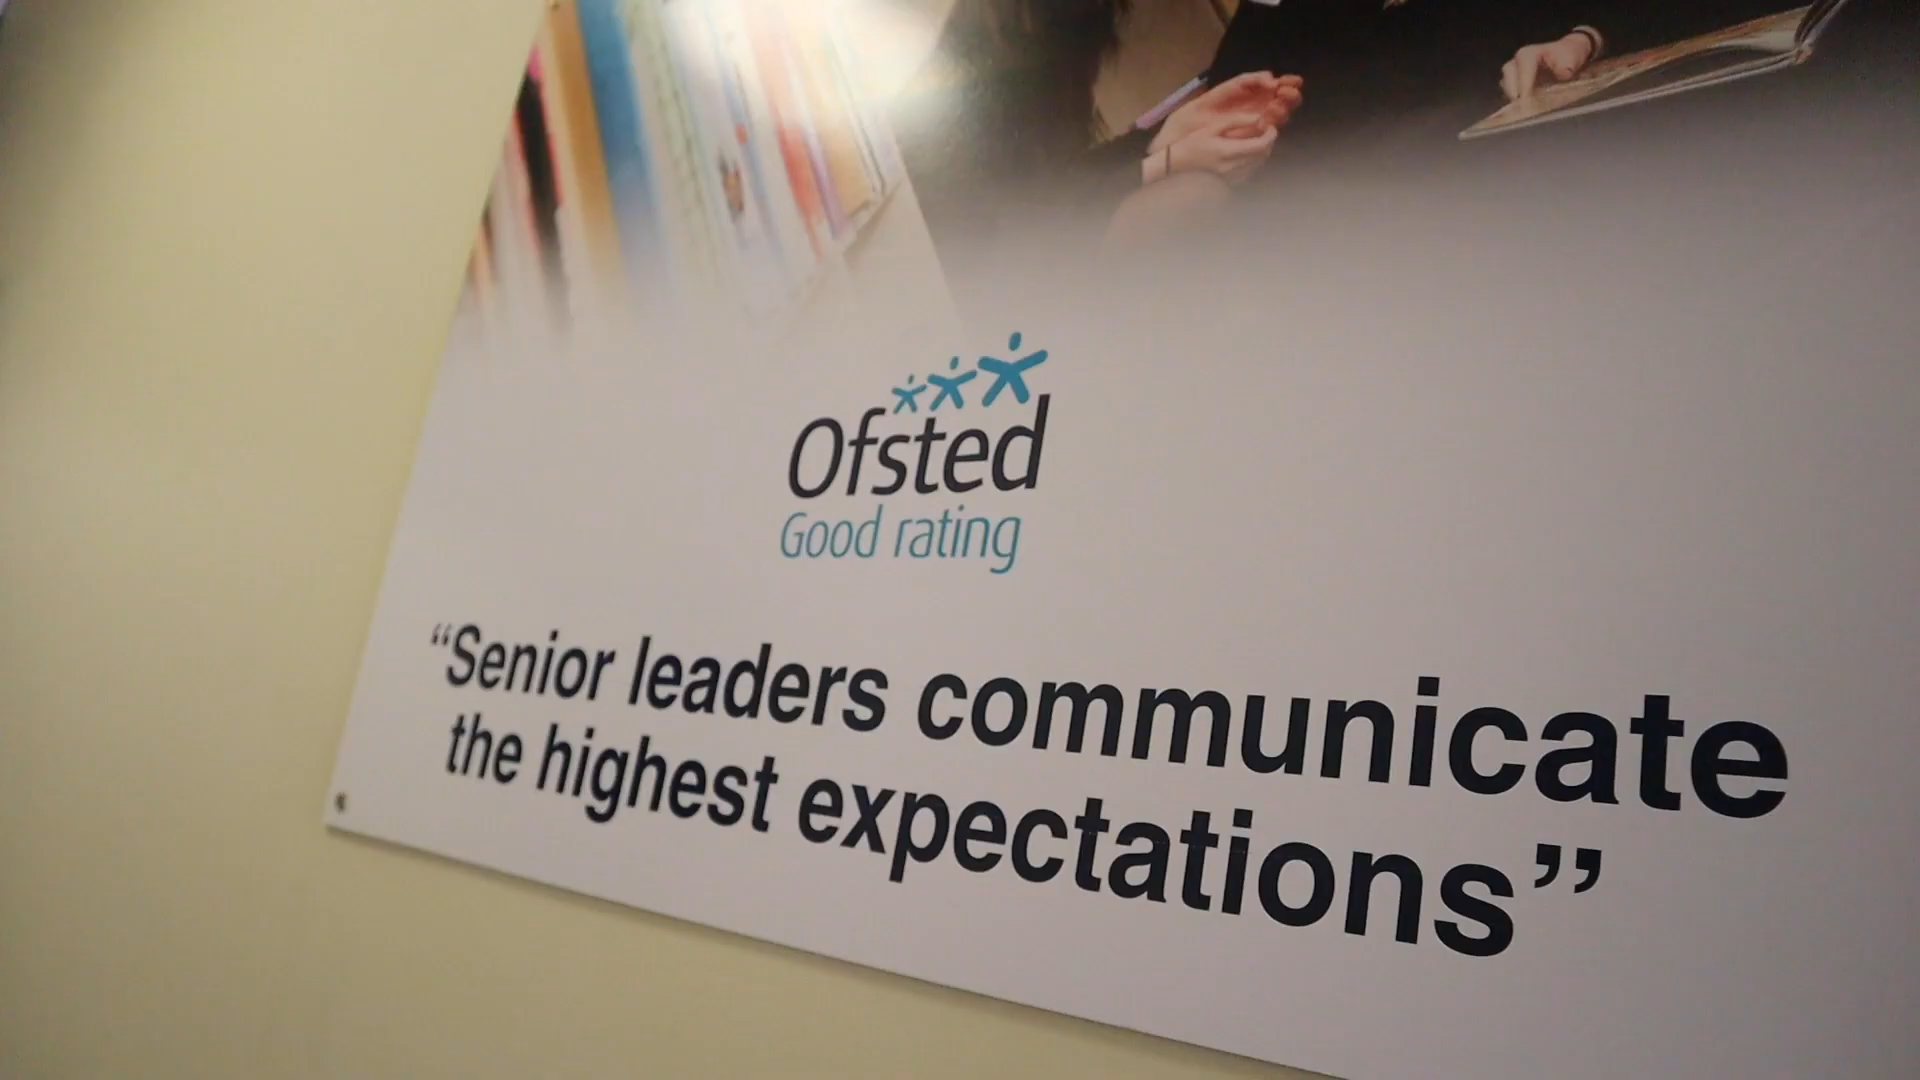 Ofsted
Good rating
“Senior leaders communicate
the highest expectations”